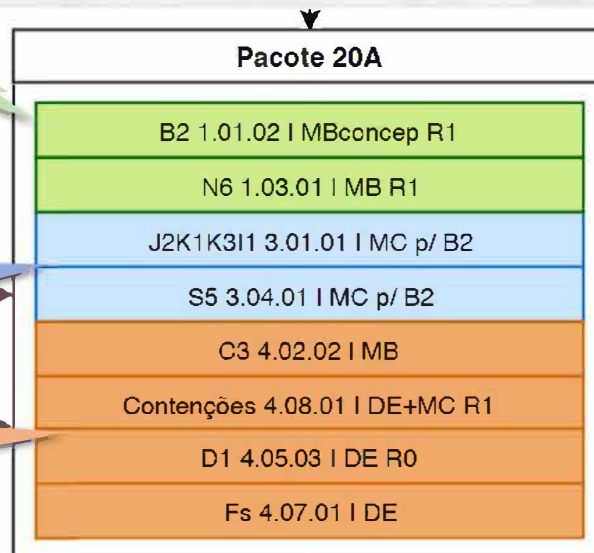 Pacote 20A
B2 1.01.02 | MBconcep R1
N6 1.03.01 | MB R1
J2K1K3I1 3.01.01 | MC p/ B2
S5 3.04.01 | MC p/ B2
C3 4.02.02 | MB
Contenções 4.08.01 | DE+MC R1
D1 4.05.03 | DE R0
Fs 4.07.01 | DE